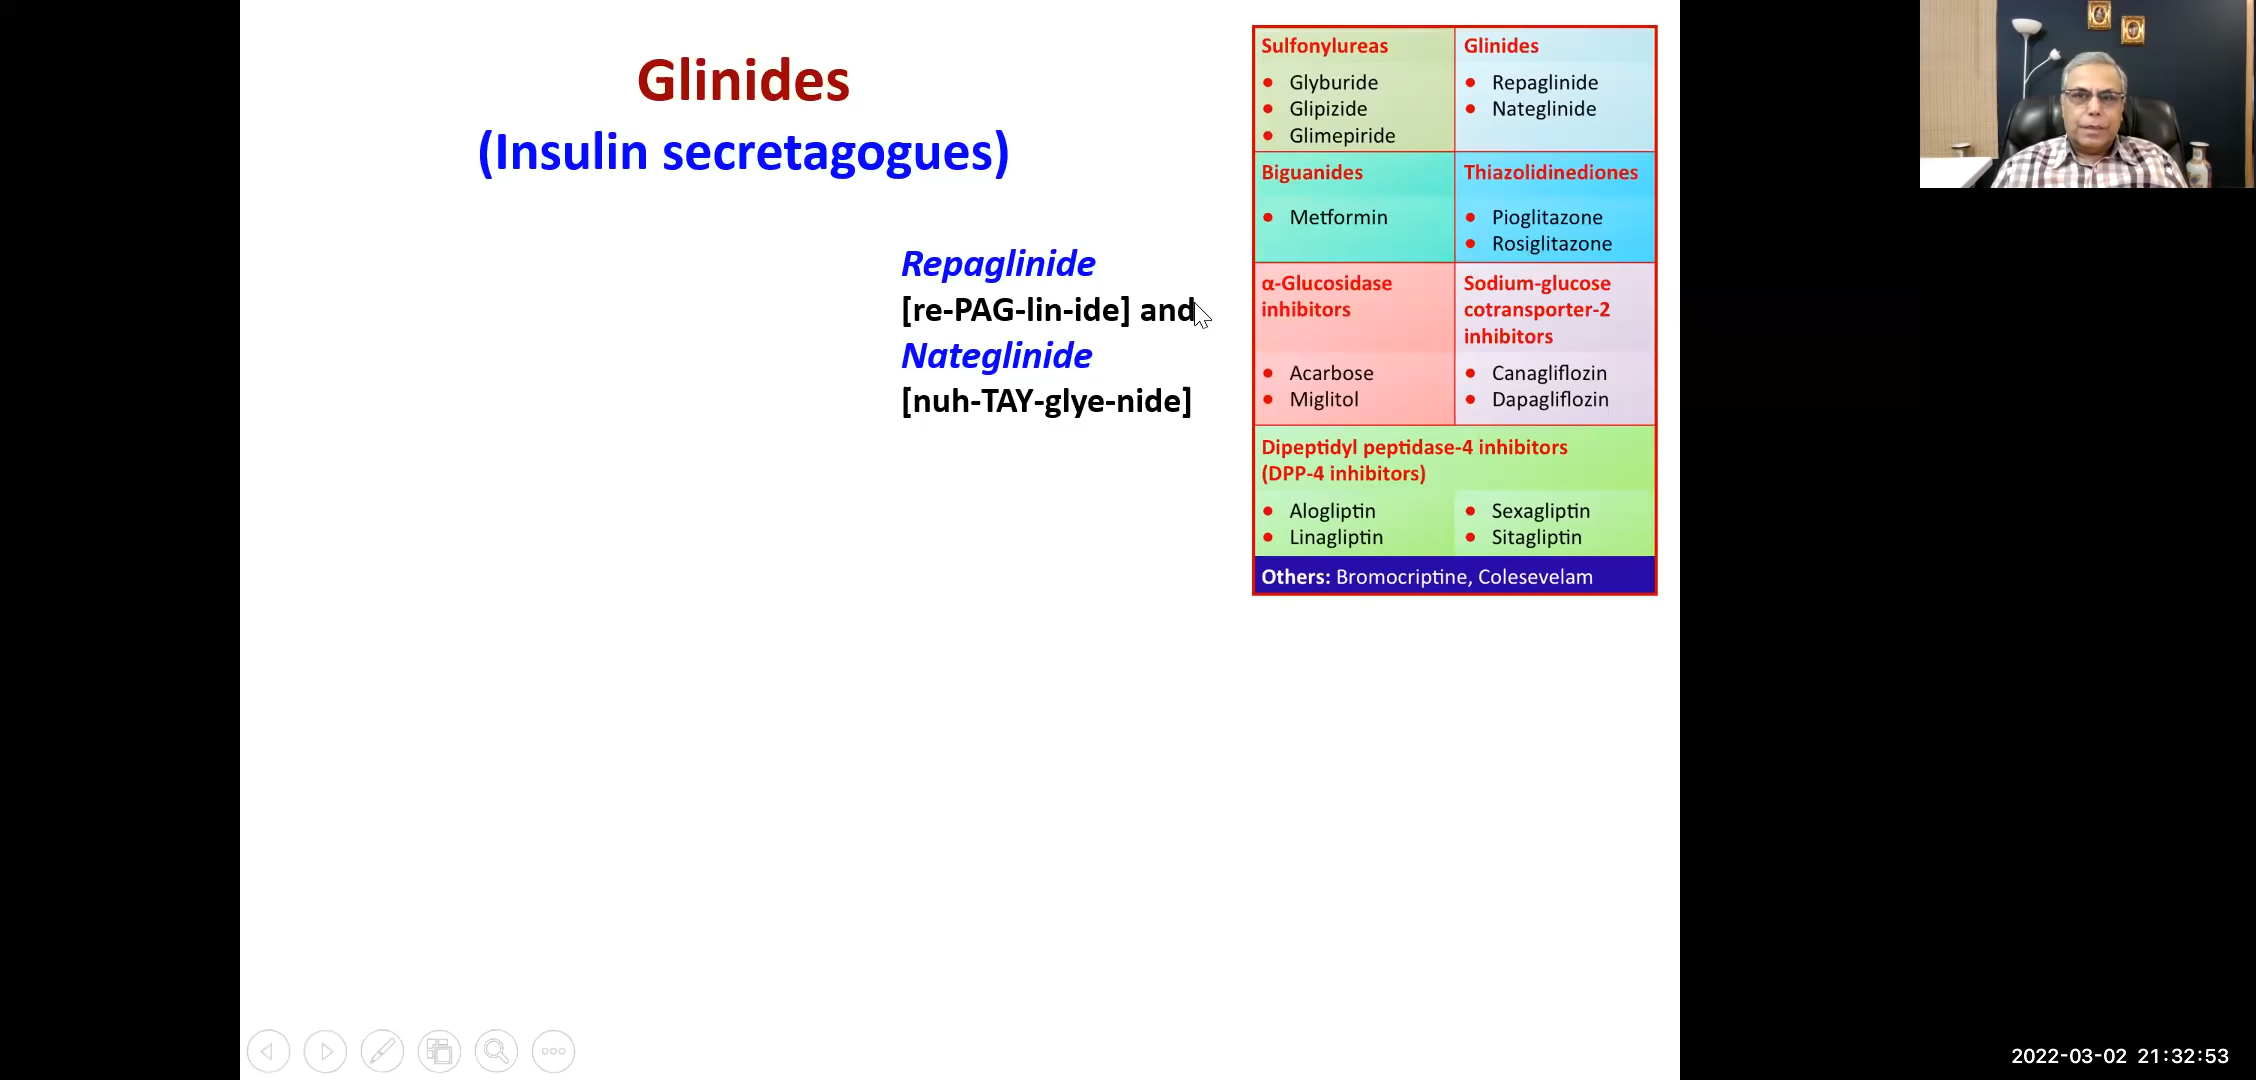 Glinides
(Insulin secretagogues)
Repaglinide
[re-PAG-lin-ide] and
Nateglinide
[nuh-TAY-glye-nide]
Sulfonylureas
• Glyburide
• Glipizide
• Glimepiride
Glinides
• Repaglinide
• Nateglinide
Biguanides
• Metformin
Thiazolidinediones
• Pioglitazone
• Rosiglitazone
α-Glucosidase
inhibitors
• Acarbose
• Miglitol
Sodium-glucose
cotransporter-2
inhibitors
• Canagliflozin
• Dapagliflozin
Dipeptidyl peptidase-4 inhibitors
(DPP-4 inhibitors)
• Alogliptin
• Linagliptin
• Sexagliptin
• Sitagliptin
Others: Bromocriptine, Colesevelam
2022-03-02 21:32:53